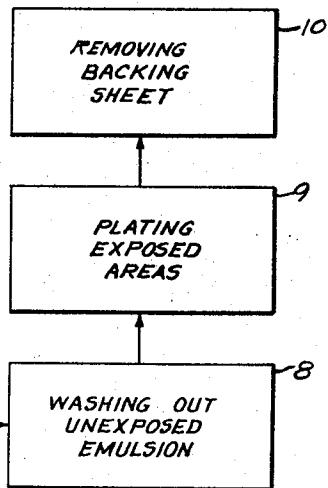 REMOVING
BACKING
SHEET
10
PLATING
EXPOSED
AREAS
9
WASHING OUT
UNEXPOSED
EMULSION
8